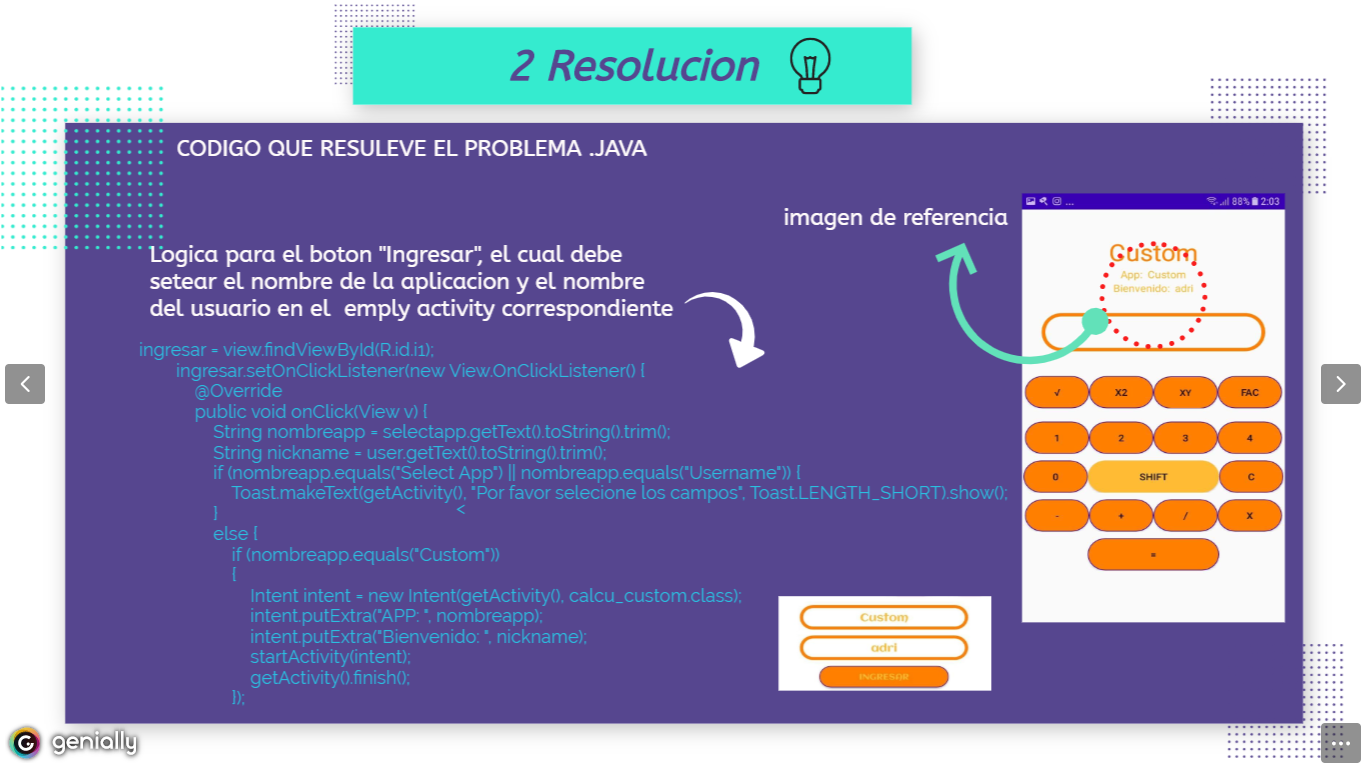 2 Resolucion
CODIGO QUE RESULEVE EL PROBLEMA .JAVA
imagen de referencia
Logica para el boton "Ingresar", el cual debe
setear el nombre de la aplicacion y el nombre
del usuario en el emply activity correspondiente
ingresar = view.findViewById(R.id.i1);
ingresar.setOnClickListener(new View.OnClickListener() {
@Override
public void onClick(View v) {
String nombreapp = selectapp.getText().toString().trim();
String nickname = user.getText().toString().trim();
if (nombreapp.equals("Select App") || nombreapp.equals("Username")) {
Toast.makeText(getActivity(), "Por favor selecione los campos", Toast.LENGTH_SHORT).show();
}
<
else {
if (nombreapp.equals("Custom"))
{
Intent intent = new Intent(getActivity(), calcu_custom.class);
intent.putExtra("APP: ", nombreapp);
intent.putExtra("Bienvenido: ", nickname);
startActivity(intent);
getActivity().finish();
});
... 88% 2:03
Custom
App: Custom
Bienvenido: adri
√ X2 XY FAC
1 2 3 4
0 SHIFT C
- + / X
=
Custom
adri
INGRESAR
genially